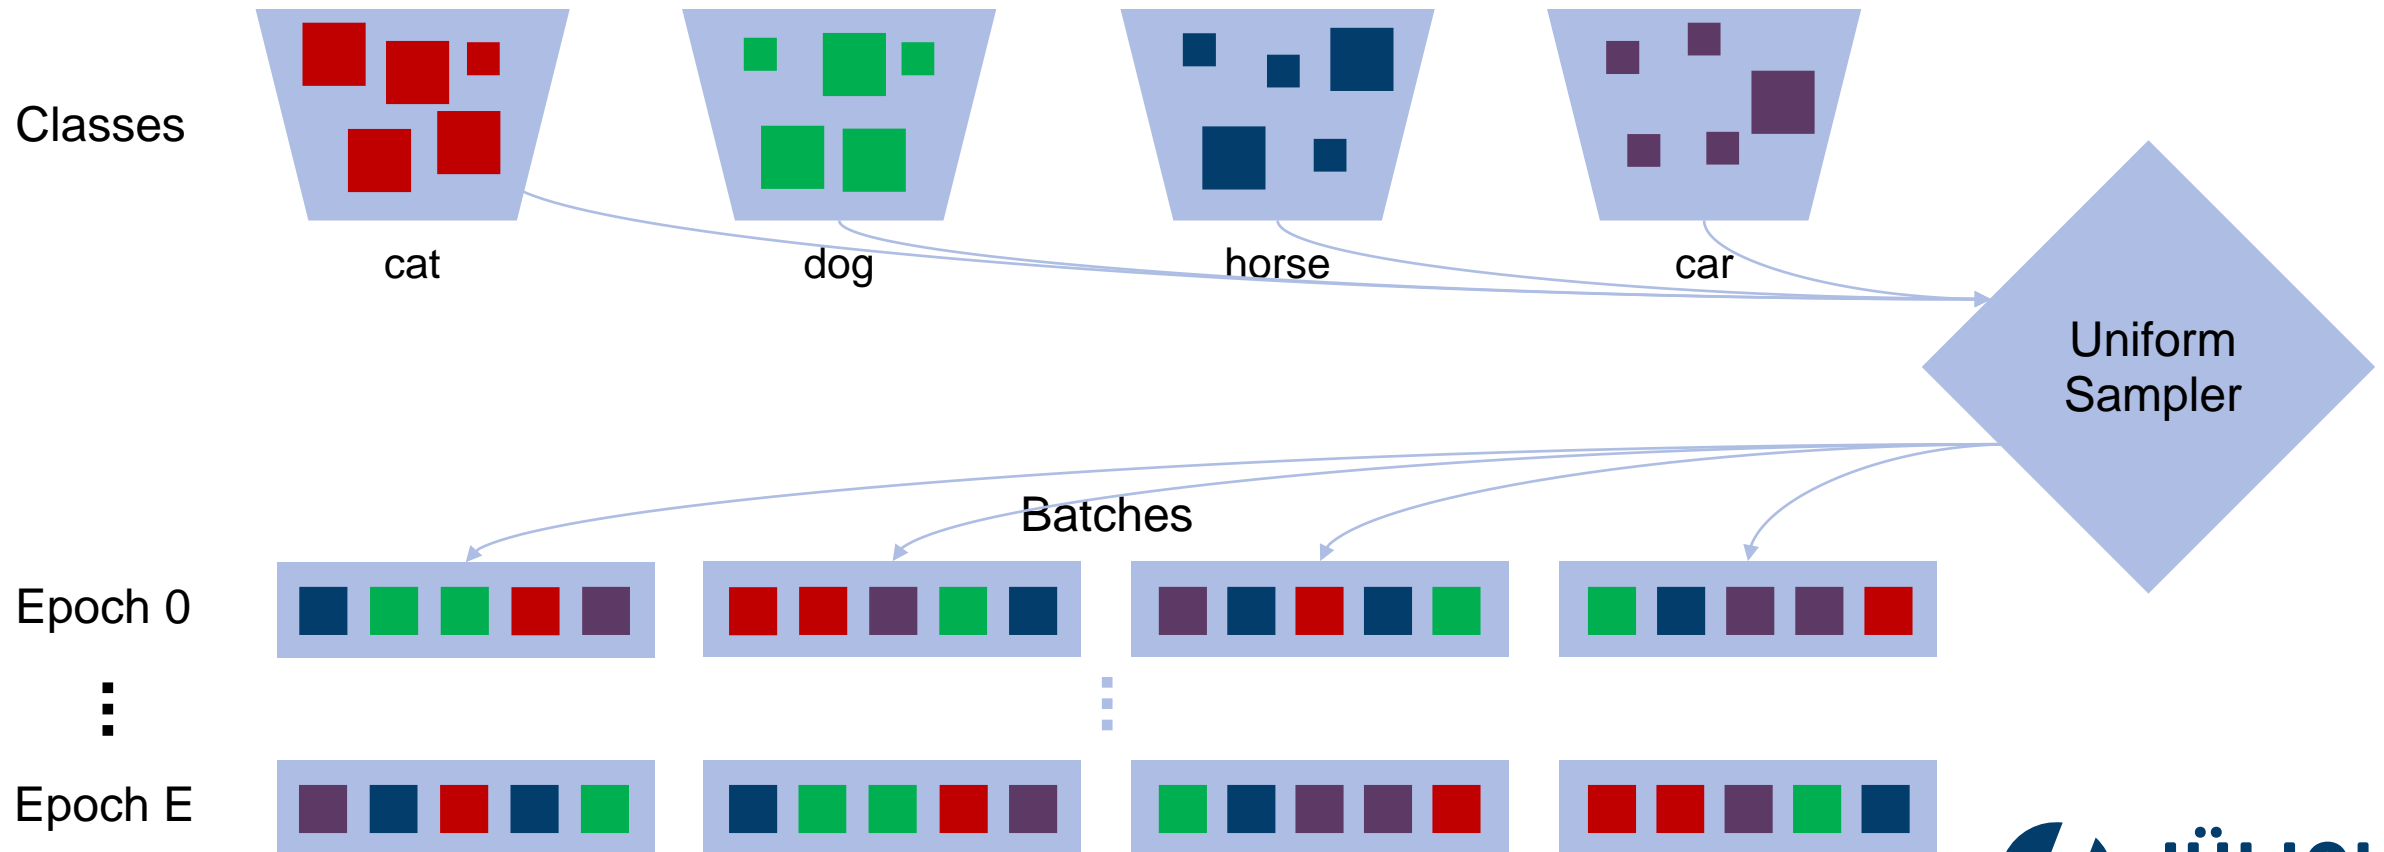 Classes
cat
dog
horse
car
Uniform
Sampler
Batches
Epoch 0
Epoch E